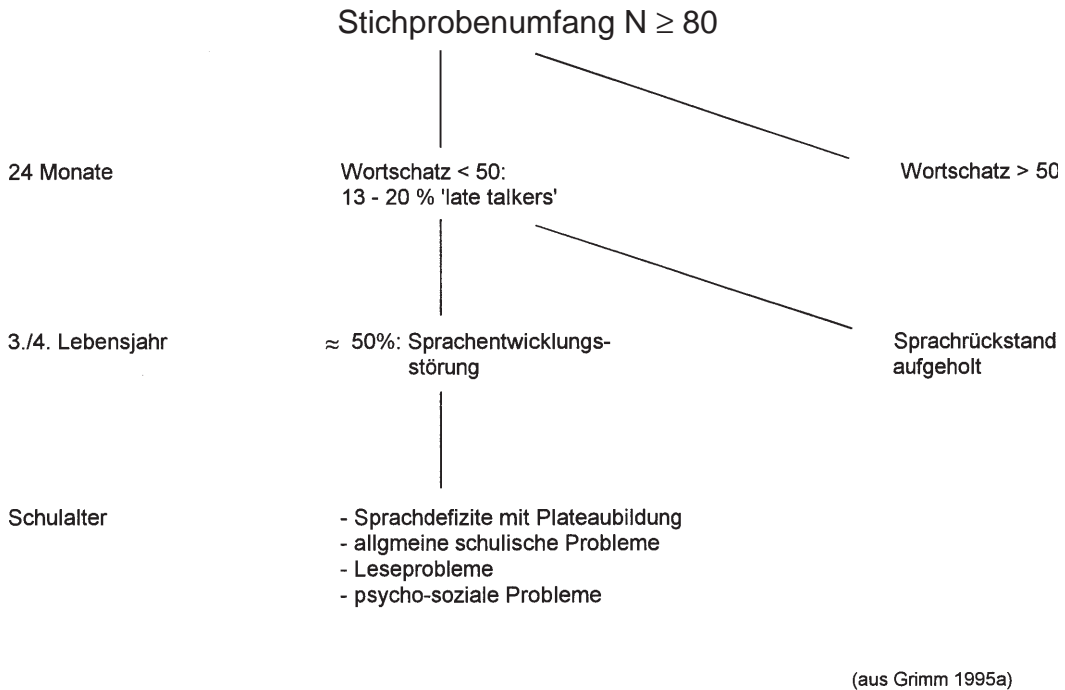 Stichprobenumfang N ≥ 80
24 Monate
Wortschatz < 50:
13 - 20 % 'late talkers'
Wortschatz > 50
3./4. Lebensjahr
≈ 50%: Sprachentwicklungs-
störung
Sprachrückstand
aufgeholt
Schulalter
- Sprachdefizite mit Plateaubildung
- allgmeine schulische Probleme
- Leseprobleme
- psycho-soziale Probleme
(aus Grimm 1995a)